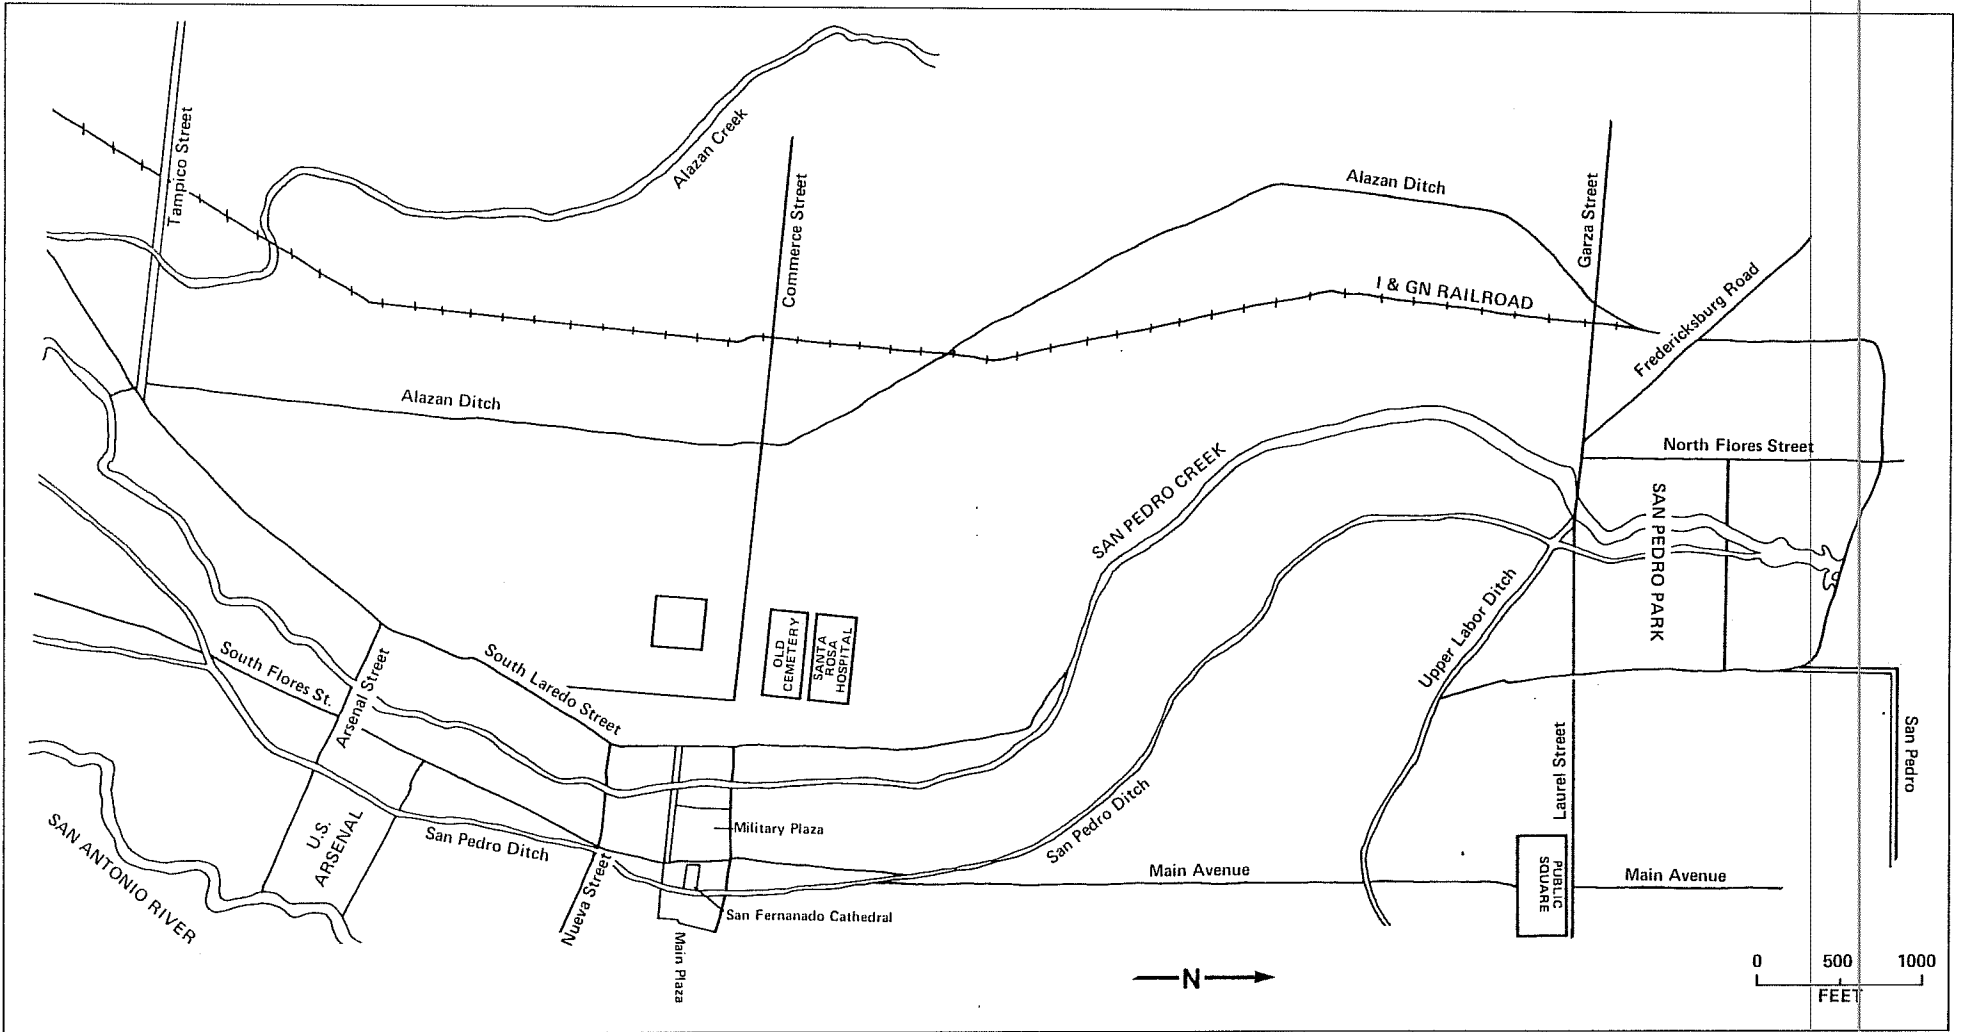 Tampico Street
Alazan Creek
Commerce Street
Alazan Ditch
Garza Street
I & GN RAILROAD
Fredericksburg Road
Alazan Ditch
North Flores Street
SAN PEDRO CREEK
SAN PEDRO PARK
Upper Labor Ditch
OLD
CEMETERY
SANTA
ROSA
HOSPITAL
South Laredo Street
South Flores St.
Arsenal Street
San Pedro
Laurel Street
San Pedro Ditch
Military Plaza
U.S.
ARSENAL
San Pedro Ditch
SAN ANTONIO RIVER
Nueva Street
Main Avenue
PUBLIC
SQUARE
Main Avenue
San Fernanado Cathedral
Main Plaza
N
0 500 1000
FEET